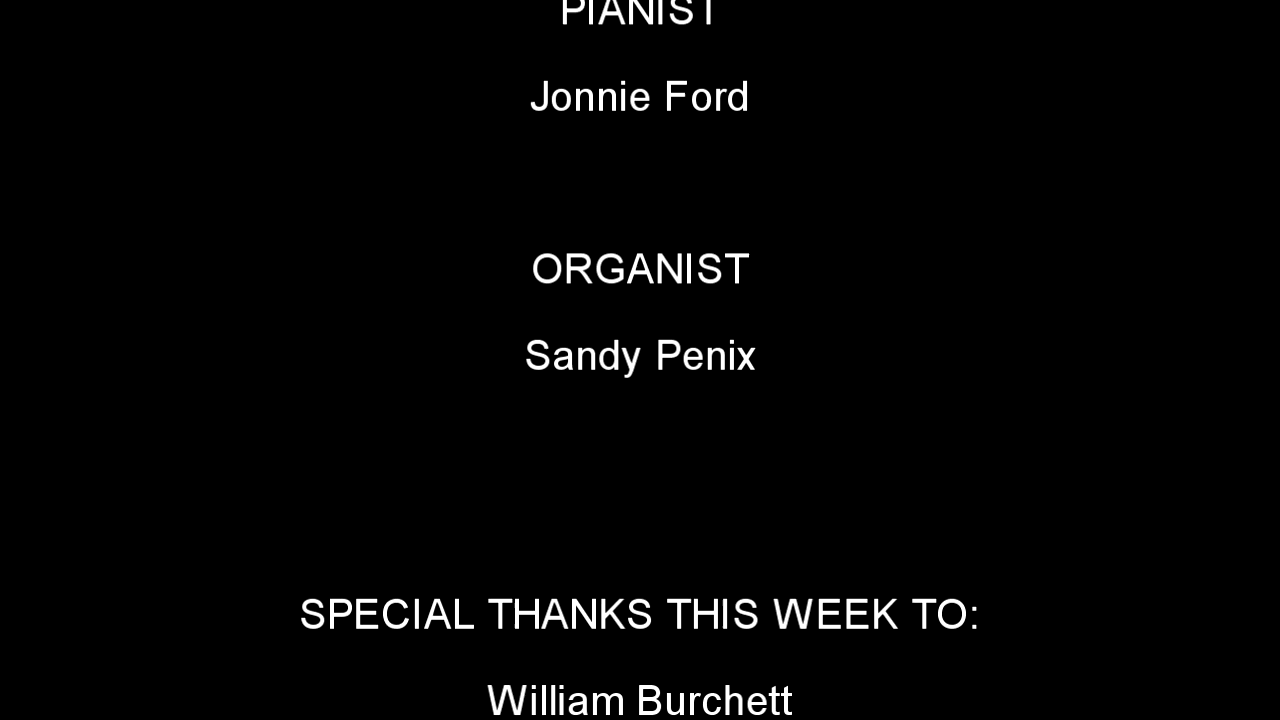 PIANIST
Jonnie Ford
ORGANIST
Sandy Penix
SPECIAL THANKS THIS WEEK TO:
William Burchett